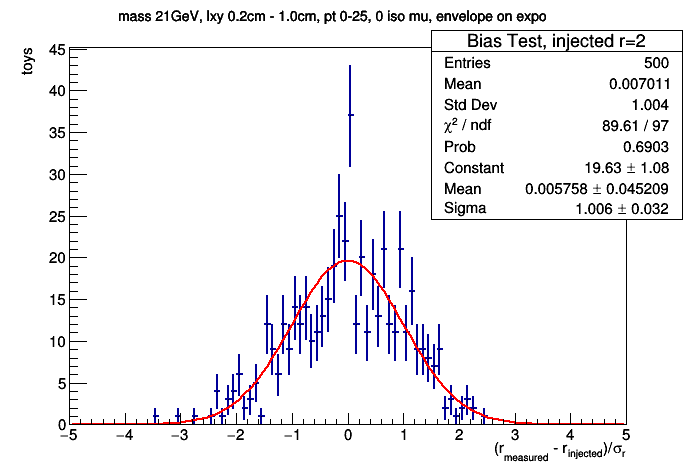 mass 21GeV, lxy 0.2cm - 1.0cm, pt 0-25, 0 iso mu, envelope on expo
Bias Test, injected r=2
Entries 500
Mean 0.007011
Std Dev 1.004
χ² / ndf 89.61 / 97
Prob 0.6903
Constant 19.63 ± 1.08
Mean 0.005758 ± 0.045209
Sigma 1.006 ± 0.032
toys
45
40
35
30
25
20
15
10
5
0
−5 −4 −3 −2 −1 0 1 2 3 4 5
(r_measured - r_injected)/σ_r